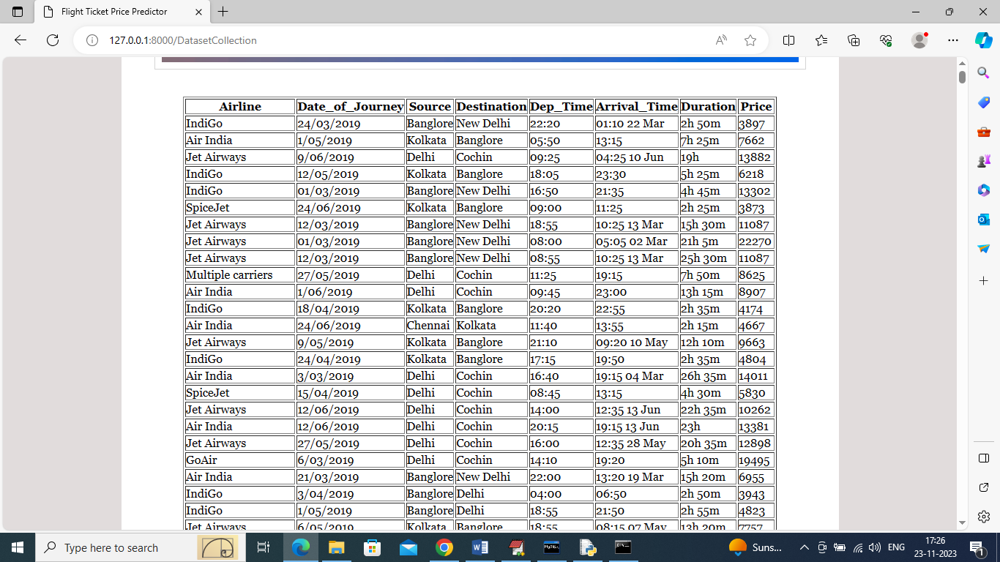 Flight Ticket Price Predictor
127.0.0.1:8000/DatasetCollection
Airline Date_of_Journey Source Destination Dep_Time Arrival_Time Duration Price
IndiGo 24/03/2019 Banglore New Delhi 22:20 01:10 22 Mar 2h 50m 3897
Air India 1/05/2019 Kolkata Banglore 05:50 13:15 7h 25m 7662
Jet Airways 9/06/2019 Delhi Cochin 09:25 04:25 10 Jun 19h 13882
IndiGo 12/05/2019 Kolkata Banglore 18:05 23:30 5h 25m 6218
IndiGo 01/03/2019 Banglore New Delhi 16:50 21:35 4h 45m 13302
SpiceJet 24/06/2019 Kolkata Banglore 09:00 11:25 2h 25m 3873
Jet Airways 12/03/2019 Banglore New Delhi 18:55 10:25 13 Mar 15h 30m 11087
Jet Airways 01/03/2019 Banglore New Delhi 08:00 05:05 02 Mar 21h 5m 22270
Jet Airways 12/03/2019 Banglore New Delhi 08:55 10:25 13 Mar 25h 30m 11087
Multiple carriers 27/05/2019 Delhi Cochin 11:25 19:15 7h 50m 8625
Air India 1/06/2019 Delhi Cochin 09:45 23:00 13h 15m 8907
IndiGo 18/04/2019 Kolkata Banglore 20:20 22:55 2h 35m 4174
Air India 24/06/2019 Chennai Kolkata 11:40 13:55 2h 15m 4667
Jet Airways 9/05/2019 Kolkata Banglore 21:10 09:20 10 May 12h 10m 9663
IndiGo 24/04/2019 Kolkata Banglore 17:15 19:50 2h 35m 4804
Air India 3/03/2019 Delhi Cochin 16:40 19:15 04 Mar 26h 35m 14011
SpiceJet 15/04/2019 Delhi Cochin 08:45 13:15 4h 30m 5830
Jet Airways 12/06/2019 Delhi Cochin 14:00 12:35 13 Jun 22h 35m 10262
Air India 12/06/2019 Delhi Cochin 20:15 19:15 13 Jun 23h 13381
Jet Airways 27/05/2019 Delhi Cochin 16:00 12:35 28 May 20h 35m 12898
GoAir 6/03/2019 Delhi Cochin 14:10 19:20 5h 10m 19495
Air India 21/03/2019 Banglore New Delhi 22:00 13:20 19 Mar 15h 20m 6955
IndiGo 3/04/2019 Banglore Delhi 04:00 06:50 2h 50m 3943
IndiGo 1/05/2019 Banglore Delhi 18:55 21:50 2h 55m 4823
Jet Airways 6/05/2019 Kolkata Banglore 18:55 08:15 07 May 13h 20m 7757
Type here to search
Suns... ENG 17:26
23-11-2023 1